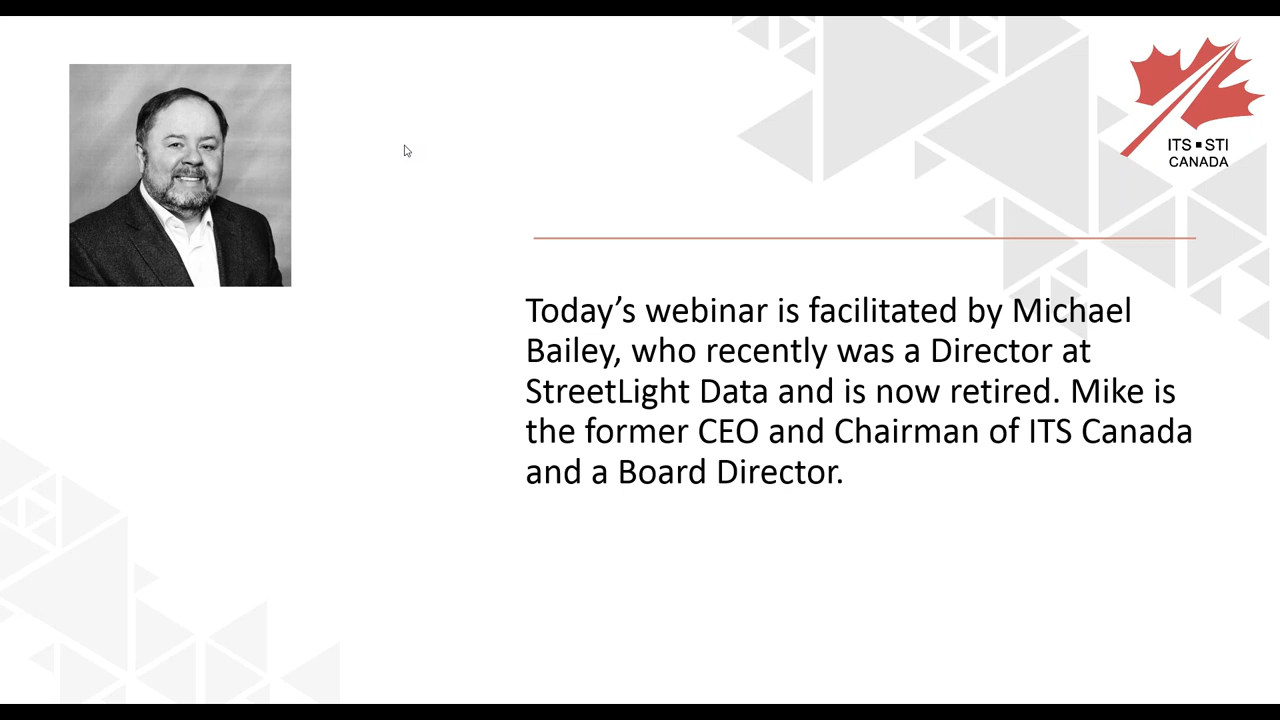 ITS ▪ STI
CANADA
Today’s webinar is facilitated by Michael
Bailey, who recently was a Director at
StreetLight Data and is now retired. Mike is
the former CEO and Chairman of ITS Canada
and a Board Director.